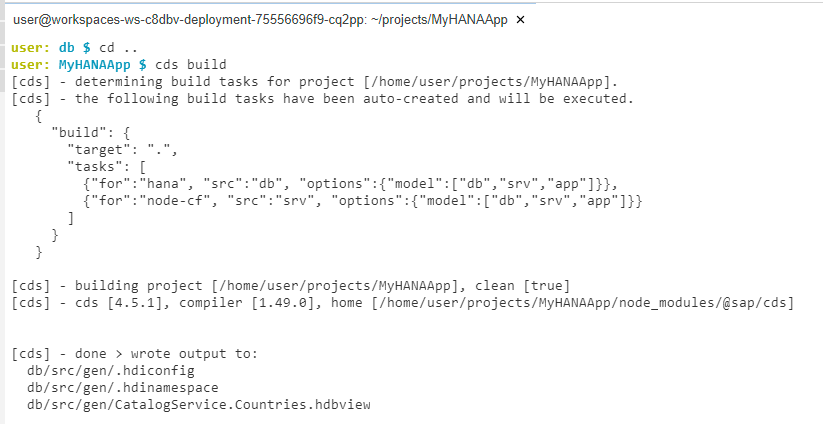 user@workspaces-ws-c8dbv-deployment-75556696f9-cq2pp: ~/projects/MyHANAApp ×
user: db $ cd ..
user: MyHANAApp $ cds build
[cds] - determining build tasks for project [/home/user/projects/MyHANAApp].
[cds] - the following build tasks have been auto-created and will be executed.
   {
     "build": {
       "target": ".",
       "tasks": [
         {"for":"hana", "src":"db", "options":{"model":["db","srv","app"]}},
         {"for":"node-cf", "src":"srv", "options":{"model":["db","srv","app"]}}
       ]
     }
   }
[cds] - building project [/home/user/projects/MyHANAApp], clean [true]
[cds] - cds [4.5.1], compiler [1.49.0], home [/home/user/projects/MyHANAApp/node_modules/@sap/cds]
[cds] - done > wrote output to:
  db/src/gen/.hdiconfig
  db/src/gen/.hdinamespace
  db/src/gen/CatalogService.Countries.hdbview